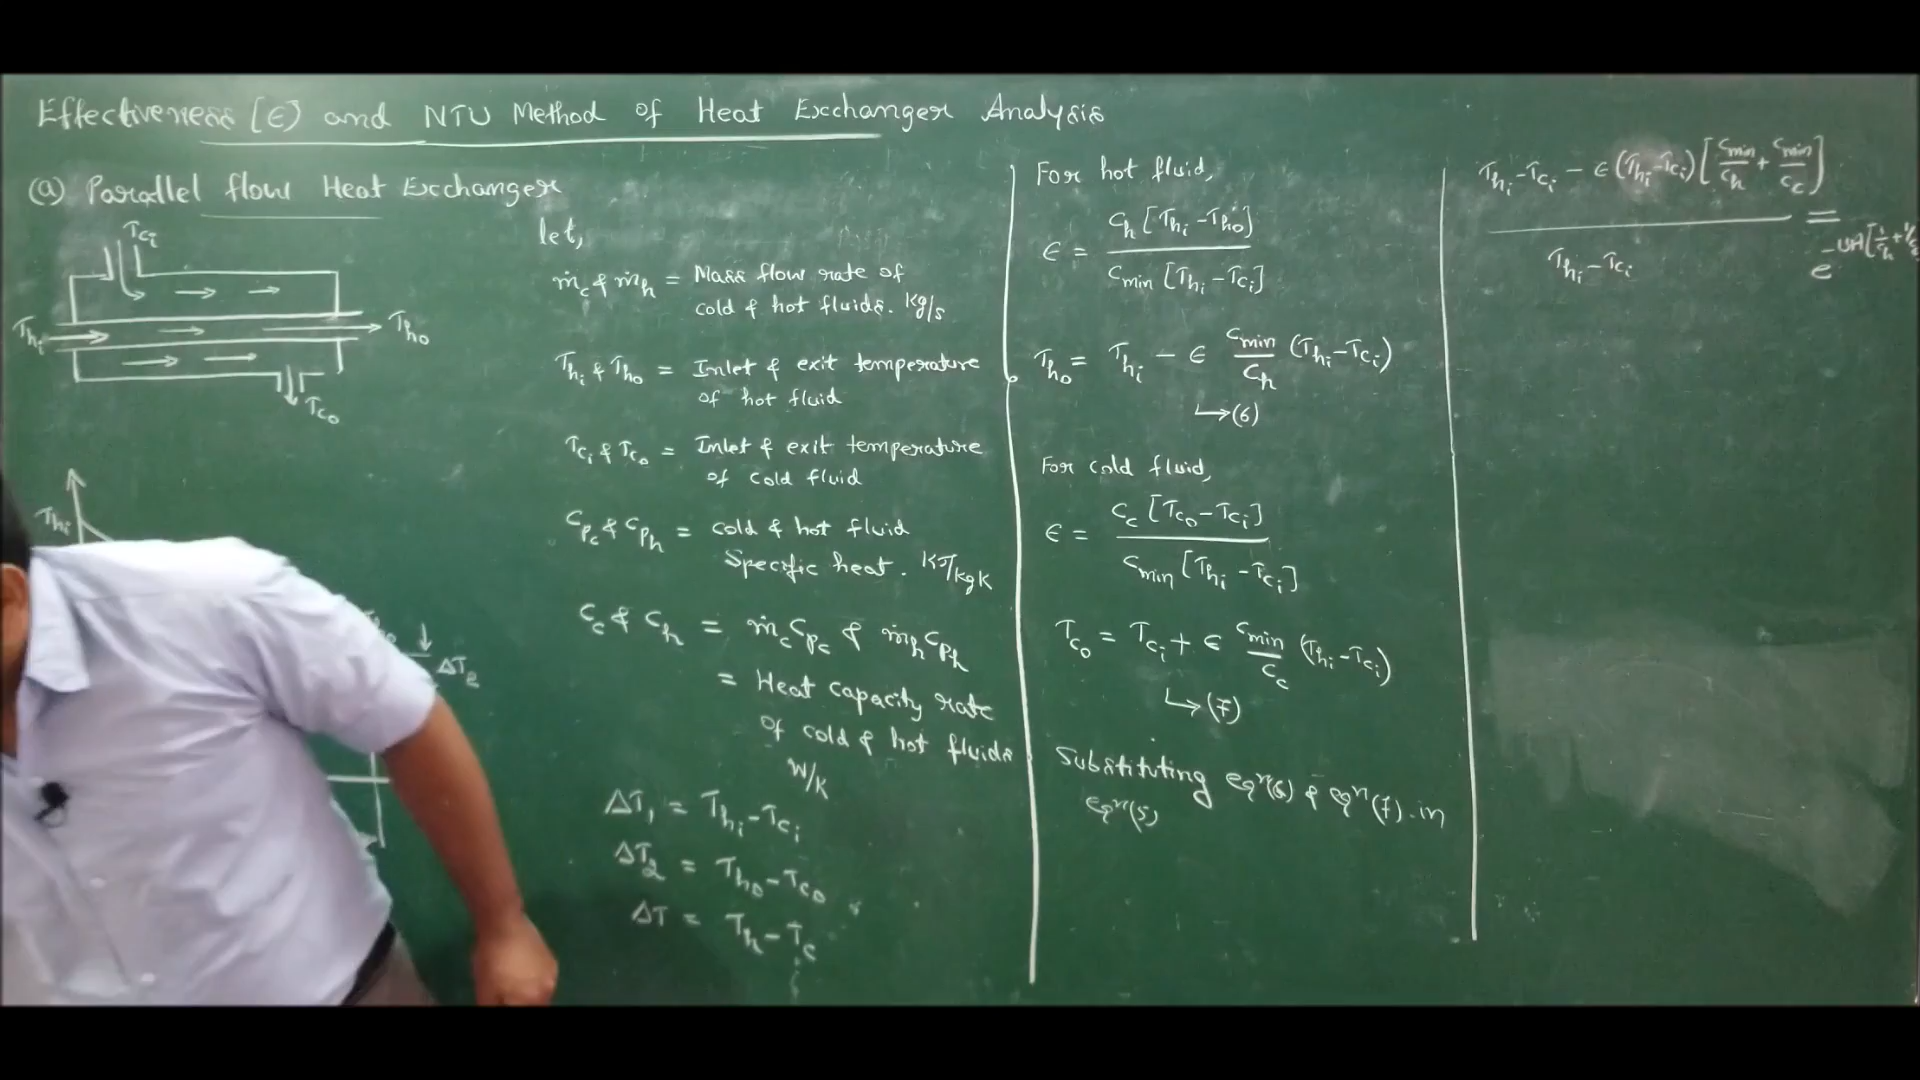 Effectiveness [∈] and NTU Method of Heat Exchanger Analysis
(a) Parallel flow Heat Exchanger
Tci
Thi
Tho
Tco
Thi
ΔT2
let,
ṁc & ṁh = Mass flow rate of
cold & hot fluids. Kg/s
Thi & Tho = Inlet & exit temperature
of hot fluid
Tci & Tco = Inlet & exit temperature
of cold fluid
Cpc & Cph = cold & hot fluid
Specific heat. KJ/kgK
Cc & Ch = ṁcCpc & ṁhCph
= Heat capacity rate
of cold & hot fluids
W/K
ΔT1 = Thi - Tci
ΔT2 = Tho - Tco
ΔT = Th - Tc
For hot fluid,
∈ = Ch [Thi - Tho] / Cmin [Thi - Tci]
Tho = Thi - ∈ Cmin/Ch (Thi - Tci)
↳(6)
For cold fluid,
∈ = Cc [Tco - Tci] / Cmin [Thi - Tci]
Tco = Tci + ∈ Cmin/Cc (Thi - Tci)
↳(7)
Substituting eqn(6) & eqn(7) in
eqn(5)
Thi - Tci - ∈ (Thi - Tci) [Cmin/Ch + Cmin/Cc]
/ Thi - Tci = e^-UA[1/Ch + 1/